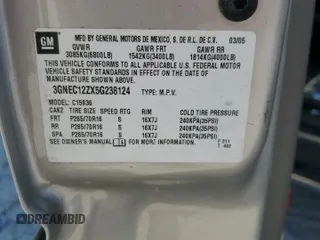 GM
MFD BY GENERAL MOTORS DE MEXICO, S. DE R.L. DE C.V. 03/05
GVWR GAWR FRT GAWR RR
3085KG(6800LB) 1542KG(3400LB) 1814KG(4000LB)
THIS VEHICLE CONFORMS TO ALL APPLICABLE U.S. FEDERAL
MOTOR VEHICLE SAFETY STANDARDS IN EFFECT ON THE DATE OF
MANUFACTURE SHOWN ABOVE.
3GNEC12ZX5G238124 TYPE: M.P.V.
MODEL: C15936
TIRE SIZE SPEED RTG RIM COLD TIRE PRESSURE
FRT P265/70R16 S 16X7J 240KPA(35PSI)
RR P265/70R16 S 16X7J 240KPA(35PSI)
SPA P265/70R16 S 16X7J 240KPA(35PSI)
SEE OWNER'S MANUAL FOR MORE INFORMATION.
BIDHISTORY